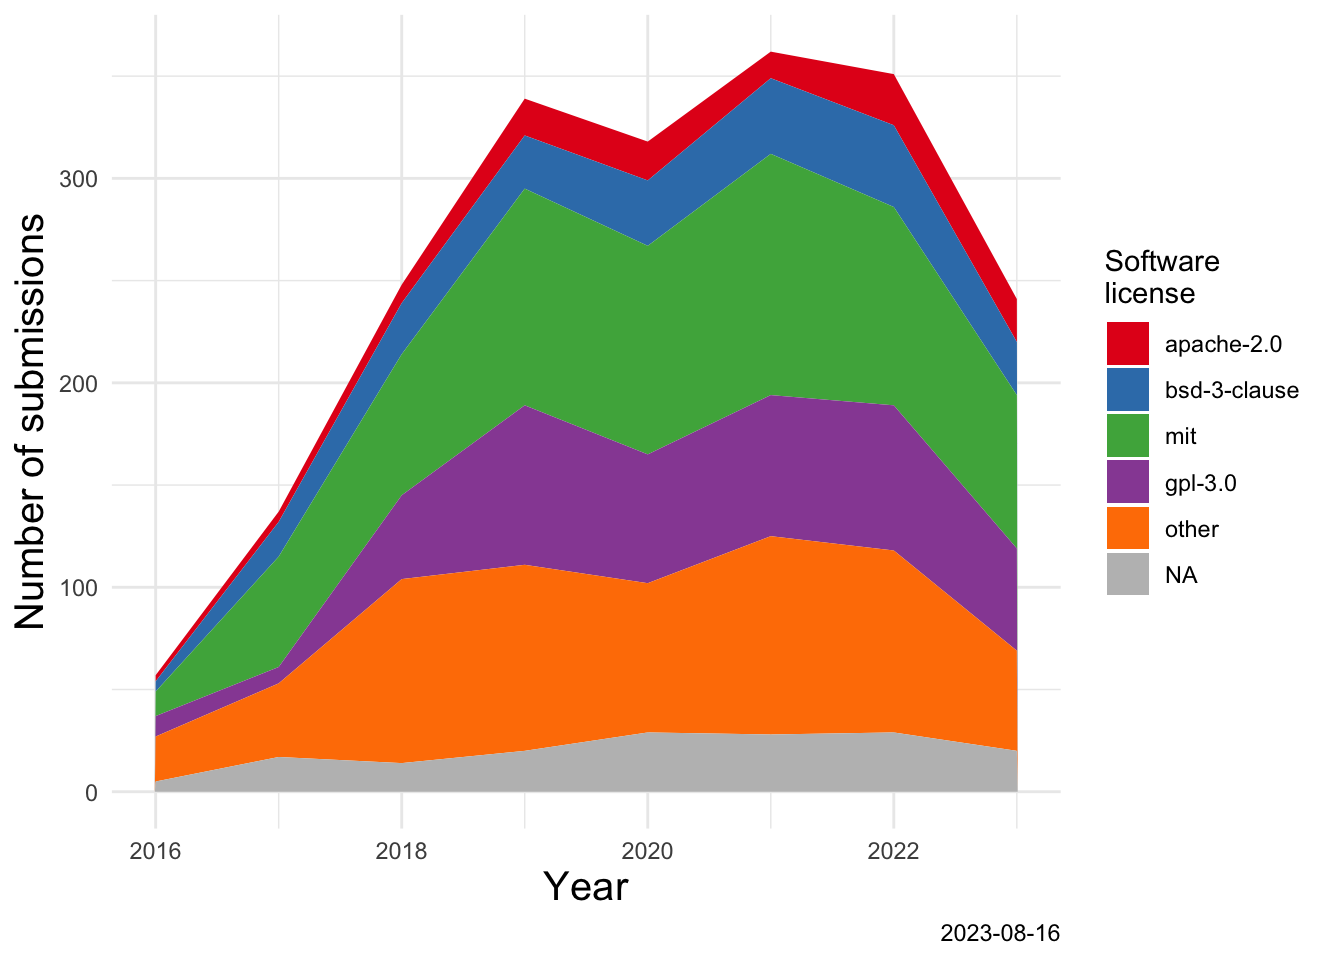 Number of submissions
300
200
100
0
2016
2018
2020
2022
Year
Software
license
apache-2.0
bsd-3-clause
mit
gpl-3.0
other
NA
2023-08-16